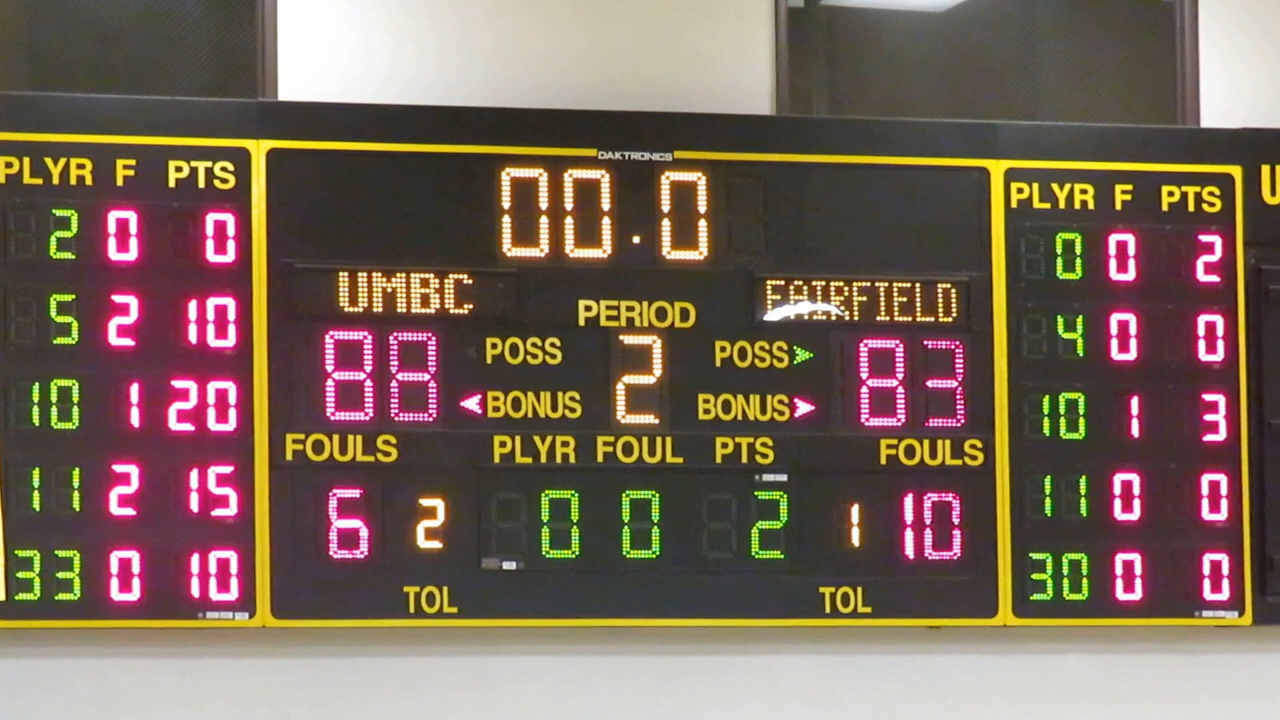 DAKTRONICS
PLYR F PTS
2 0 0
5 2 10
10 1 20
11 2 15
33 0 10
00.0
UMBC
PERIOD
FAIRFIELD
88
POSS
2
POSS
83
BONUS
BONUS
FOULS
PLYR FOUL PTS
FOULS
6 2
0 0 2
1 10
TOL
TOL
PLYR F PTS
0 0 2
4 0 0
10 1 3
11 0 0
30 0 0
U